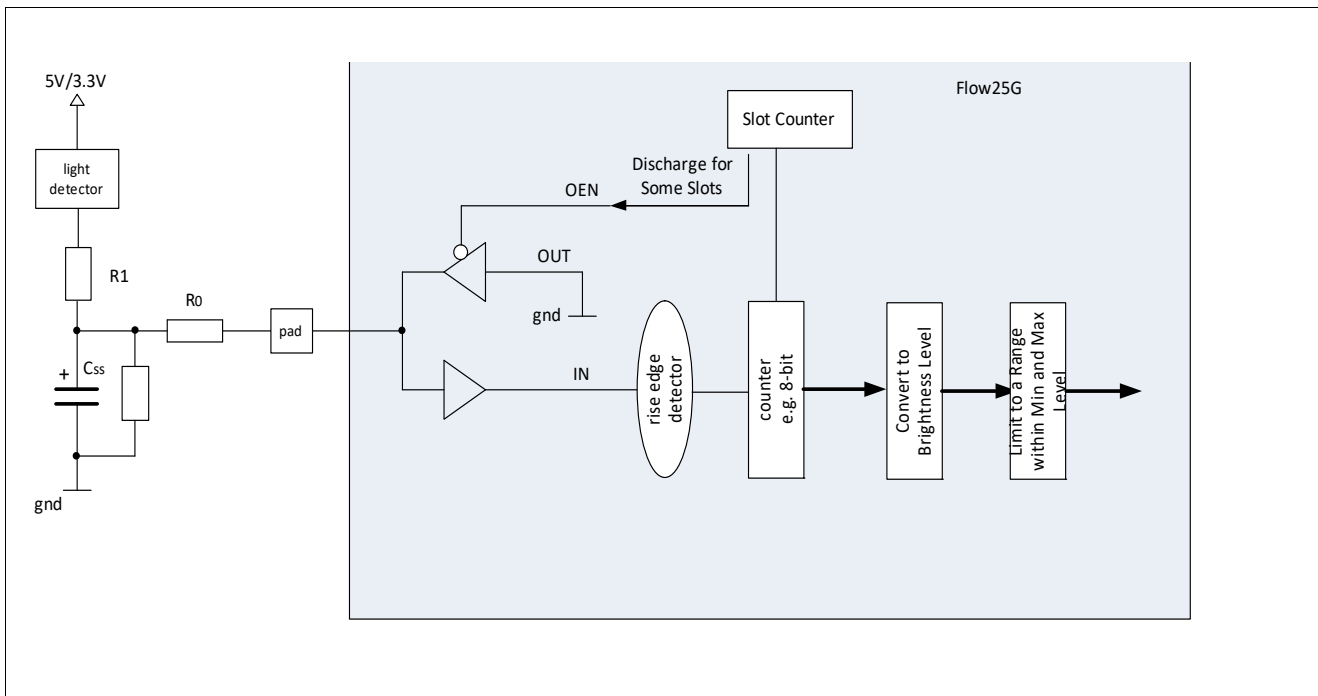 5V/3.3V
light
detector
R1
R0
pad
Css
+
gnd
Flow25G
Slot Counter
Discharge for
Some Slots
OEN
OUT
gnd
IN
rise edge
detector
counter
e.g. 8-bit
Convert to
Brightness Level
Limit to a Range
within Min and Max
Level